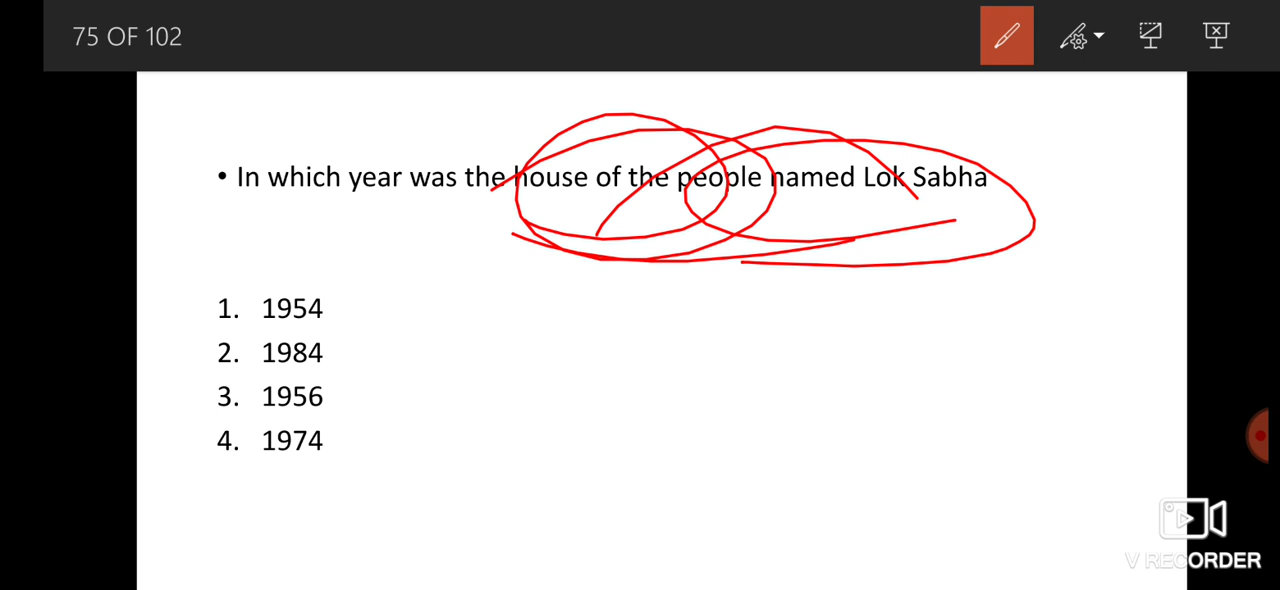 75 OF 102
• In which year was the house of the people named Lok Sabha
1. 1954
2. 1984
3. 1956
4. 1974
V RECORDER